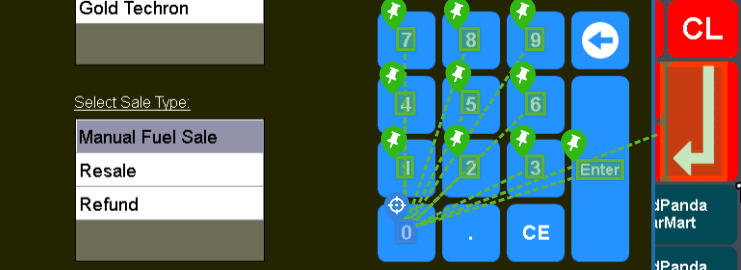 Gold Techron
Select Sale Type:
Manual Fuel Sale
Resale
Refund
7 8 9
4 5 6
1 2 3 Enter
0 . CE
CL
dPanda
rMart
dPanda